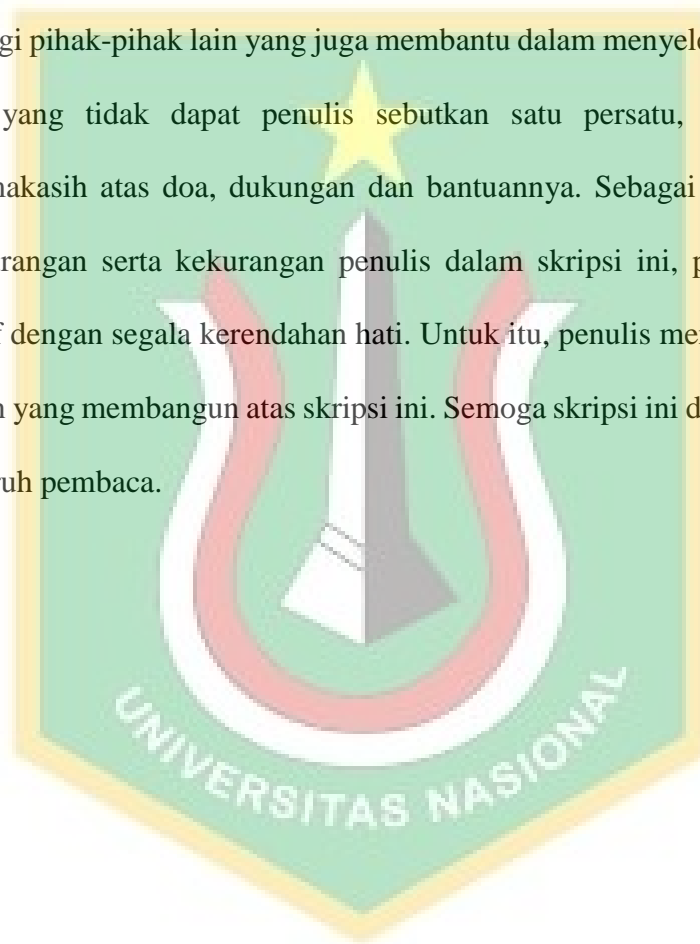 gi pihak-pihak lain yang juga membantu dalam menyele
yang tidak dapat penulis sebutkan satu persatu,
nakasih atas doa, dukungan dan bantuannya. Sebagai
rangan serta kekurangan penulis dalam skripsi ini, p
f dengan segala kerendahan hati. Untuk itu, penulis me
n yang membangun atas skripsi ini. Semoga skripsi ini d
ruh pembaca.
UNIVERSITAS NASIONAL